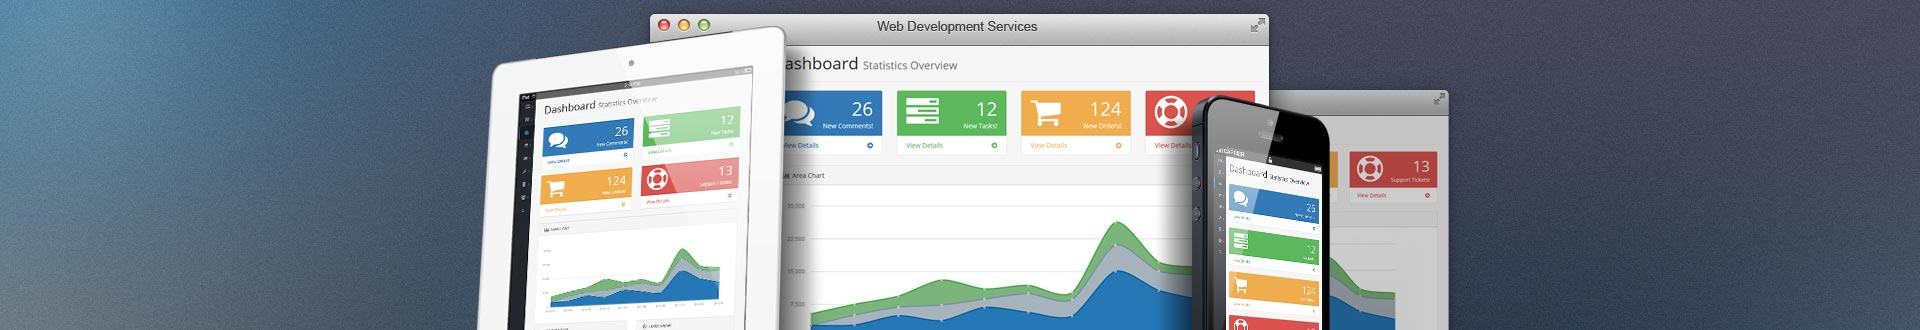 Web Development Services
ashboard Statistics Overview
26
New Comments!
View Details
12
New Tasks!
View Details
124
New Orders!
View Details
View Details
Area Chart
30,000
22,500
15,000
7,500
Dashboard Statistics Overview
26
New Comments!
View Details
12
New Tasks!
View Details
124
New Orders!
View Details
13
Support Tickets!
View Details
CARRIER
Dashboard Statistics Overview
26
12
124
13
Support Tickets!
View Details